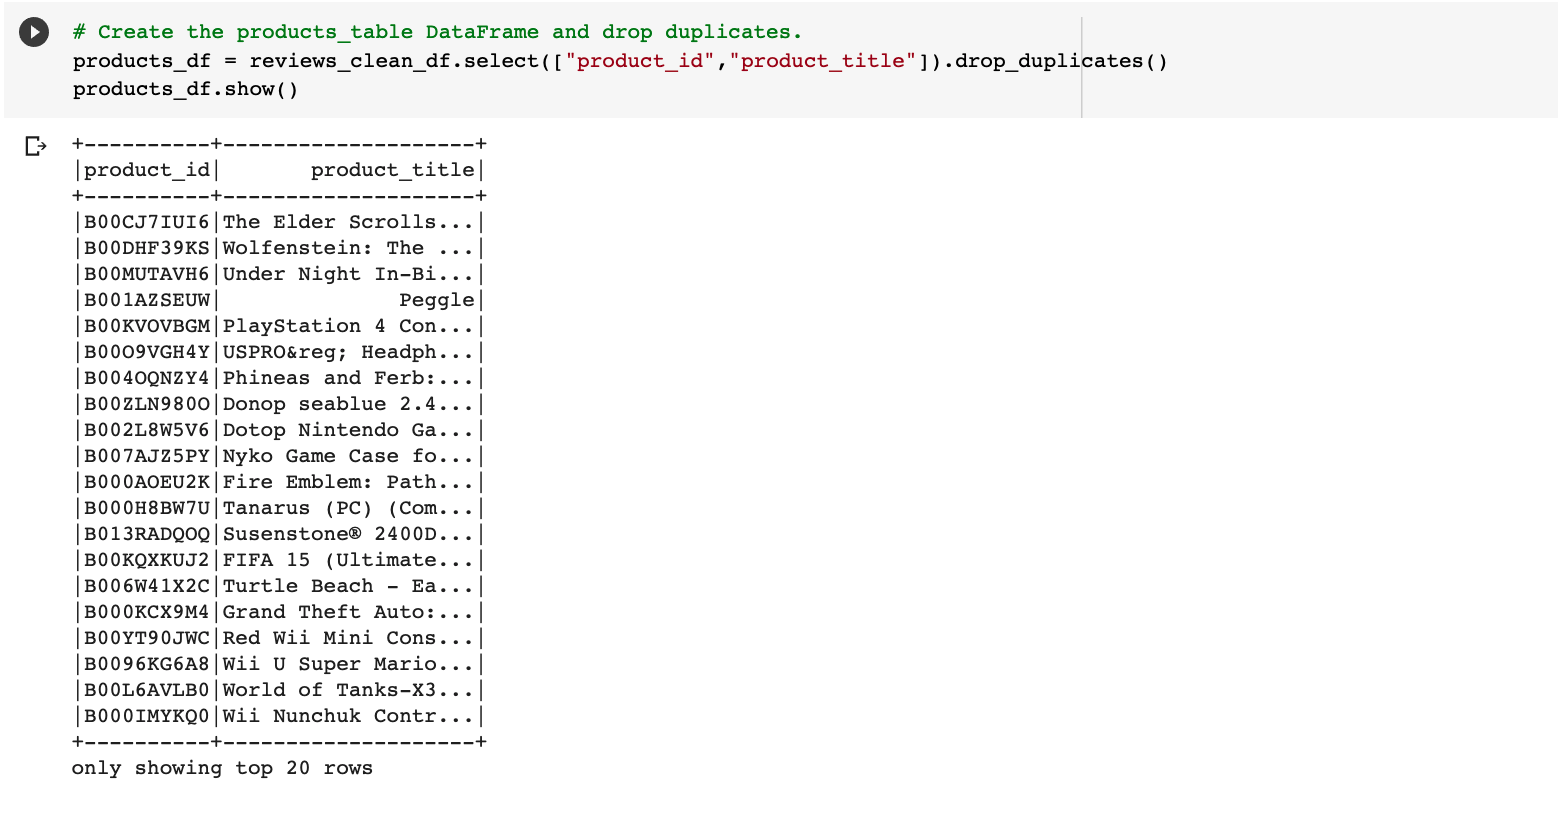 # Create the products_table DataFrame and drop duplicates.
products_df = reviews_clean_df.select(["product_id","product_title"]).drop_duplicates()
products_df.show()
+----------+--------------------+
|product_id|       product_title|
+----------+--------------------+
|B00CJ7IUI6|The Elder Scrolls...|
|B00DHF39KS|Wolfenstein: The ...|
|B00MUTAVH6|Under Night In-Bi...|
|B001AZSEUW|              Peggle|
|B00KVOVBGM|PlayStation 4 Con...|
|B00O9VGH4Y|USPRO&reg; Headph...|
|B004OQNZY4|Phineas and Ferb:...|
|B00ZLN980O|Donop seablue 2.4...|
|B002L8W5V6|Dotop Nintendo Ga...|
|B007AJZ5PY|Nyko Game Case fo...|
|B000AOEU2K|Fire Emblem: Path...|
|B000H8BW7U|Tanarus (PC) (Com...|
|B013RADQOQ|Susenstone® 2400D...|
|B00KQXKUJ2|FIFA 15 (Ultimate...|
|B006W41X2C|Turtle Beach - Ea...|
|B000KCX9M4|Grand Theft Auto:...|
|B00YT90JWC|Red Wii Mini Cons...|
|B0096KG6A8|Wii U Super Mario...|
|B00L6AVLB0|World of Tanks-X3...|
|B000IMYKQ0|Wii Nunchuk Contr...|
+----------+--------------------+
only showing top 20 rows